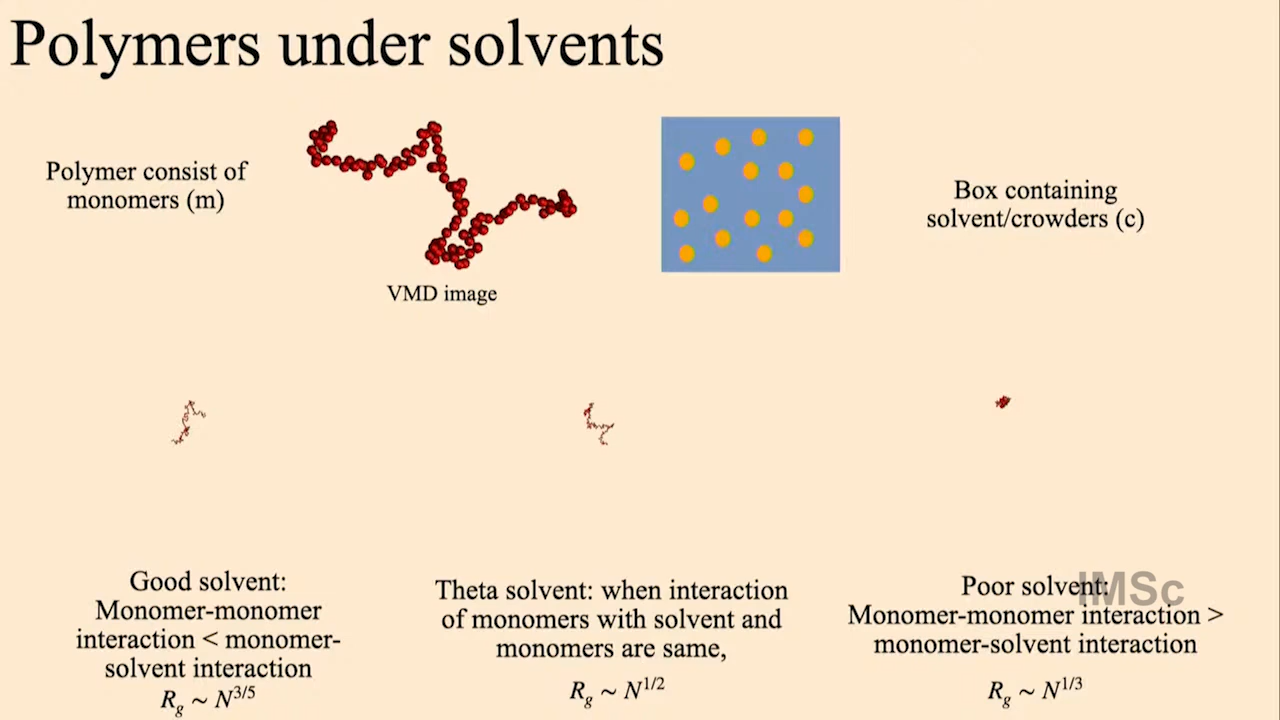 Polymers under solvents
Polymer consist of
monomers (m)
VMD image
Box containing
solvent/crowders (c)
Good solvent:
Monomer-monomer
interaction < monomer-
solvent interaction
R_g ~ N^{3/5}
Theta solvent: when interaction
of monomers with solvent and
monomers are same,
R_g ~ N^{1/2}
Poor solvent:
Monomer-monomer interaction >
monomer-solvent interaction
R_g ~ N^{1/3}
IMSc